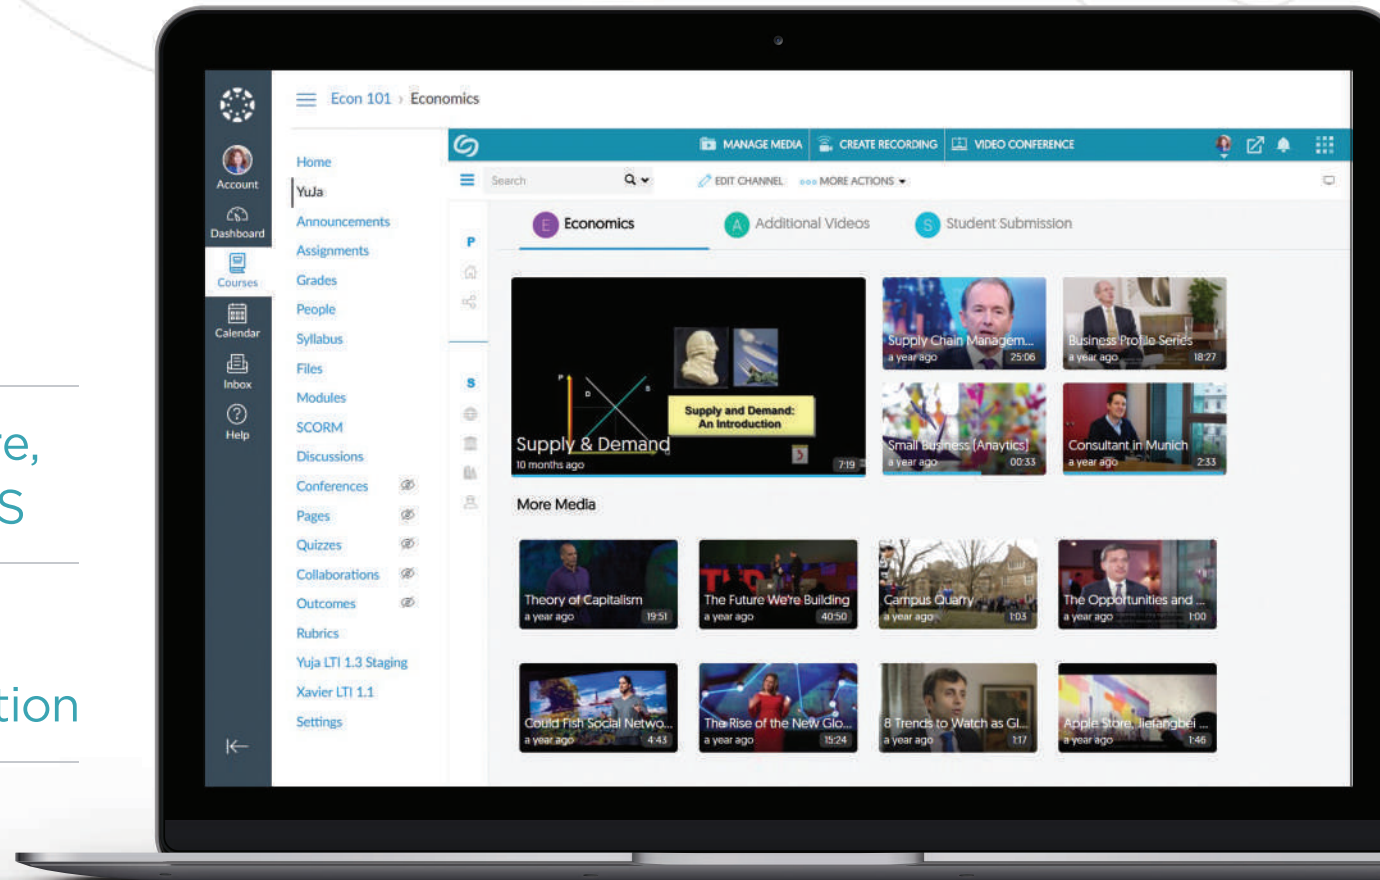 re,
S
tion
Econ 101 › Economics
Account
Dashboard
Courses
Calendar
Inbox
Help
Home
YuJa
Announcements
Assignments
Grades
People
Syllabus
Files
Modules
SCORM
Discussions
Conferences
Pages
Quizzes
Collaborations
Outcomes
Rubrics
Yuja LTI 1.3 Staging
Xavier LTI 1.1
Settings
MANAGE MEDIA CREATE RECORDING VIDEO CONFERENCE
Search EDIT CHANNEL MORE ACTIONS
P
S
E Economics A Additional Videos S Student Submission
P
D
S
Supply and Demand:
An Introduction
Supply & Demand
10 months ago 7:19
Supply Chain Managem...
a year ago 25:06
Business Profile Series
a year ago 18:27
Small Business (Anaytics)
a year ago 00:33
Consultant in Munich
a year ago 2:33
More Media
Theory of Capitalism
a year ago 19:51
TED
The Future We're Building
a year ago 40:50
Campus Quarry
a year ago 1:03
The Opportunities and ...
a year ago 1:00
Could Fish Social Netwo...
a year ago 4:43
The Rise of the New Glo...
a year ago 15:24
8 Trends to Watch as Gl...
a year ago 1:17
Apple Store, Jiefangbei ...
a year ago 1:46